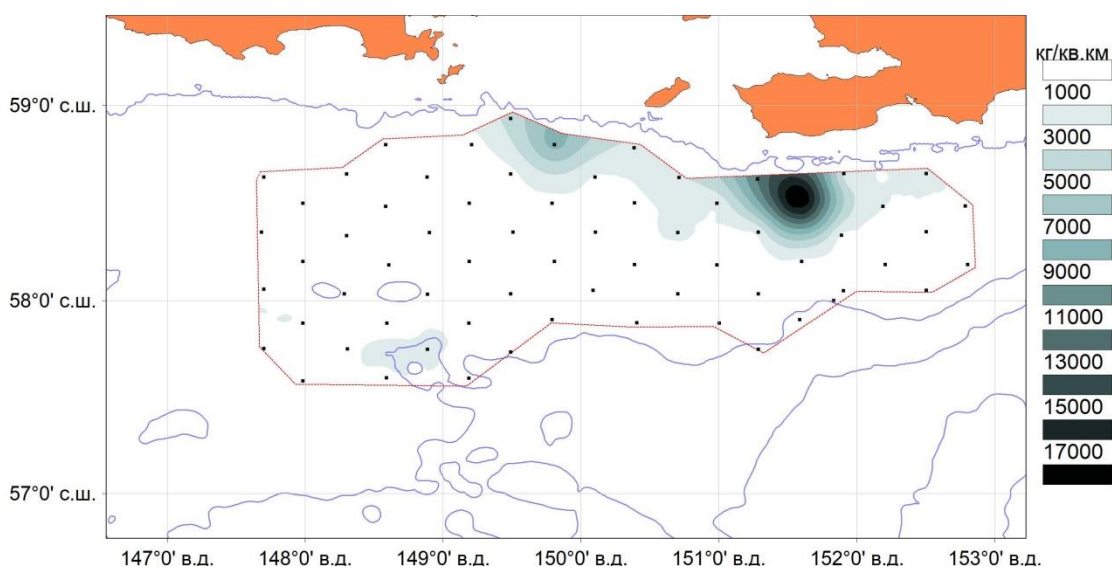 кг/кв.км
1000
3000
5000
7000
9000
11000
13000
15000
17000
59°0' с.ш.
58°0' с.ш.
57°0' с.ш.
147°0' в.д.
148°0' в.д.
149°0' в.д.
150°0' в.д.
151°0' в.д.
152°0' в.д.
153°0' в.д.